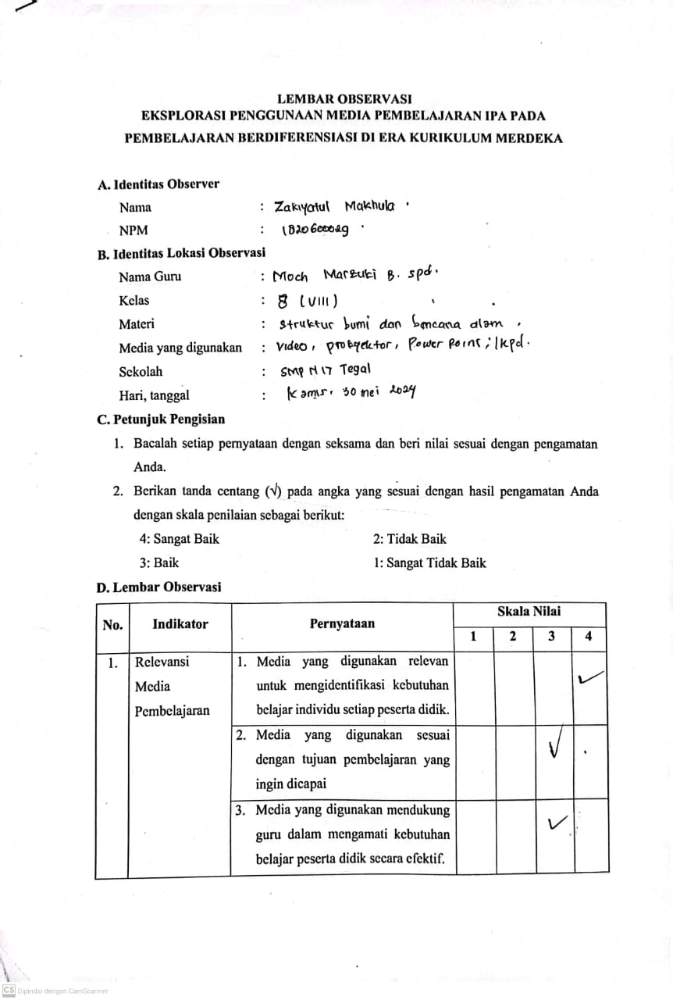 LEMBAR OBSERVASI
EKSPLORASI PENGGUNAAN MEDIA PEMBELAJARAN IPA PADA
PEMBELAJARAN BERDIFERENSIASI DI ERA KURIKULUM MERDEKA
A. Identitas Observer
Nama : Zakiyatul Makhula
NPM :
B. Identitas Lokasi Observasi
Nama Guru : Moch Marzuki B. spd.
Kelas : 8 (VIII)
Materi : Struktur bumi dan bencana alam
Media yang digunakan : Video, prokyektor, Power Point, lkpd.
Sekolah : SMP N 17 Tegal
Hari, tanggal : Kamis, 30 mei 2024
C. Petunjuk Pengisian
1. Bacalah setiap pernyataan dengan seksama dan beri nilai sesuai dengan pengamatan
Anda.
2. Berikan tanda centang (√) pada angka yang sesuai dengan hasil pengamatan Anda
dengan skala penilaian sebagai berikut:
4: Sangat Baik 2: Tidak Baik
3: Baik 1: Sangat Tidak Baik
D. Lembar Observasi
No. Indikator Pernyataan Skala Nilai
1 2 3 4
1. Relevansi 1. Media yang digunakan relevan
Media untuk mengidentifikasi kebutuhan ✓
Pembelajaran belajar individu setiap peserta didik.
2. Media yang digunakan sesuai
dengan tujuan pembelajaran yang ✓
ingin dicapai
3. Media yang digunakan mendukung
guru dalam mengamati kebutuhan ✓
belajar peserta didik secara efektif.
CS Dipindai dengan CamScanner